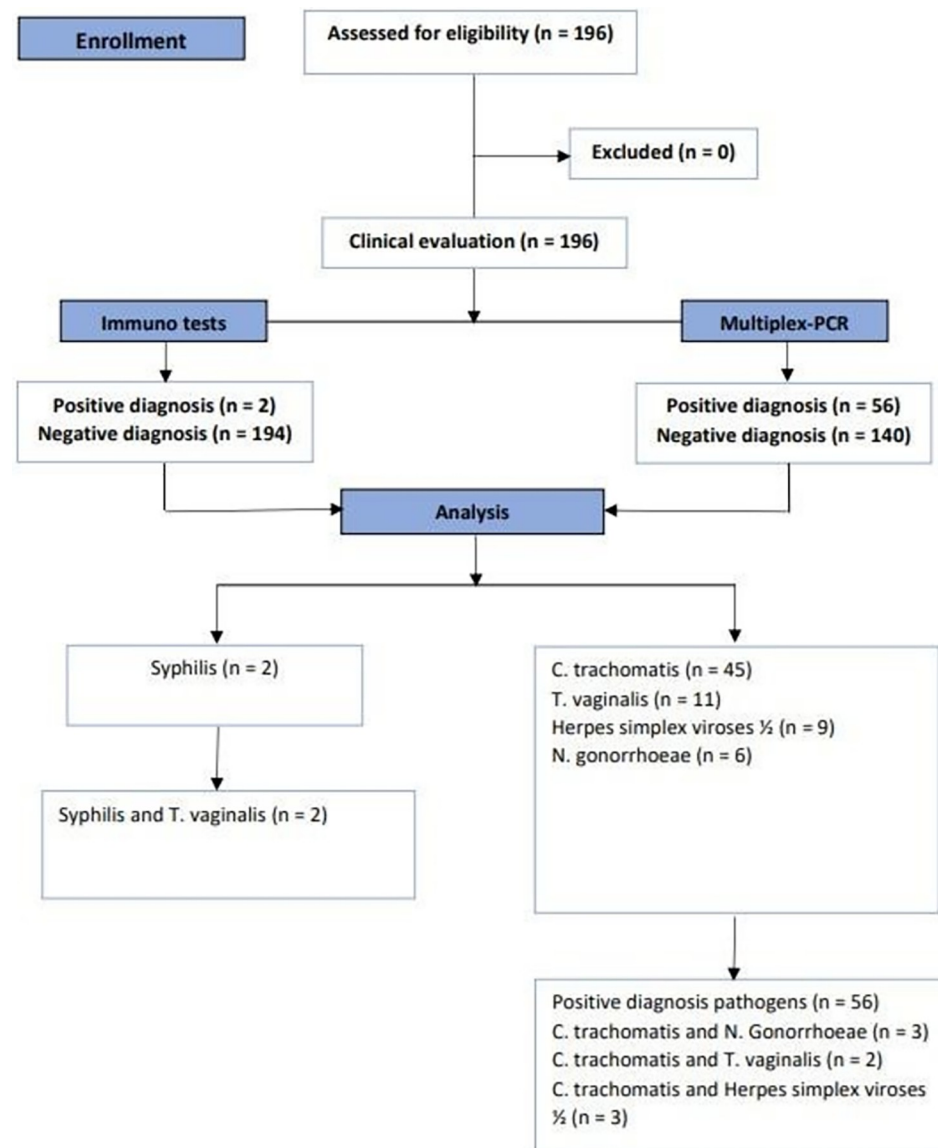 Enrollment
Assessed for eligibility (n = 196)
Excluded (n = 0)
Clinical evaluation (n = 196)
Immuno tests
Multiplex-PCR
Positive diagnosis (n = 2)
Negative diagnosis (n = 194)
Positive diagnosis (n = 56)
Negative diagnosis (n = 140)
Analysis
Syphilis (n = 2)
Syphilis and T. vaginalis (n = 2)
C. trachomatis (n = 45)
T. vaginalis (n = 11)
Herpes simplex viroses ½ (n = 9)
N. gonorrhoeae (n = 6)
Positive diagnosis pathogens (n = 56)
C. trachomatis and N. Gonorrhoeae (n = 3)
C. trachomatis and T. vaginalis (n = 2)
C. trachomatis and Herpes simplex viroses
½ (n = 3)